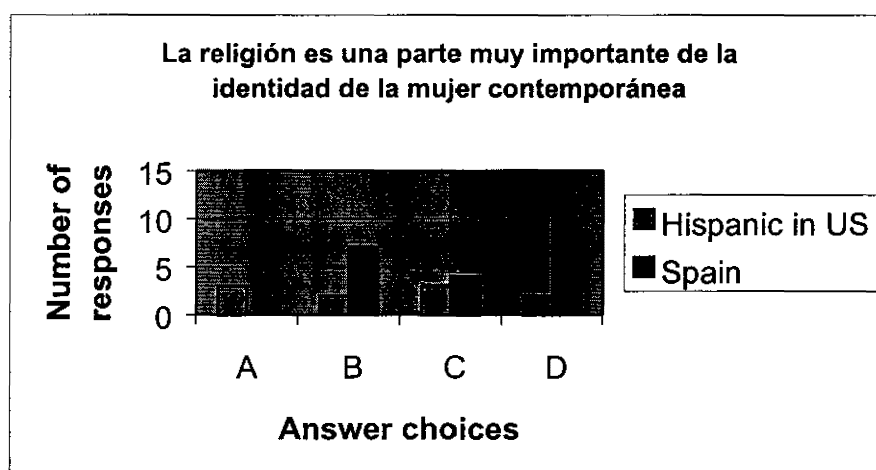 La religión es una parte muy importante de la
identidad de la mujer contemporánea
Number of
responses
15
10
5
0
A B C D
Answer choices
Hispanic in US
Spain